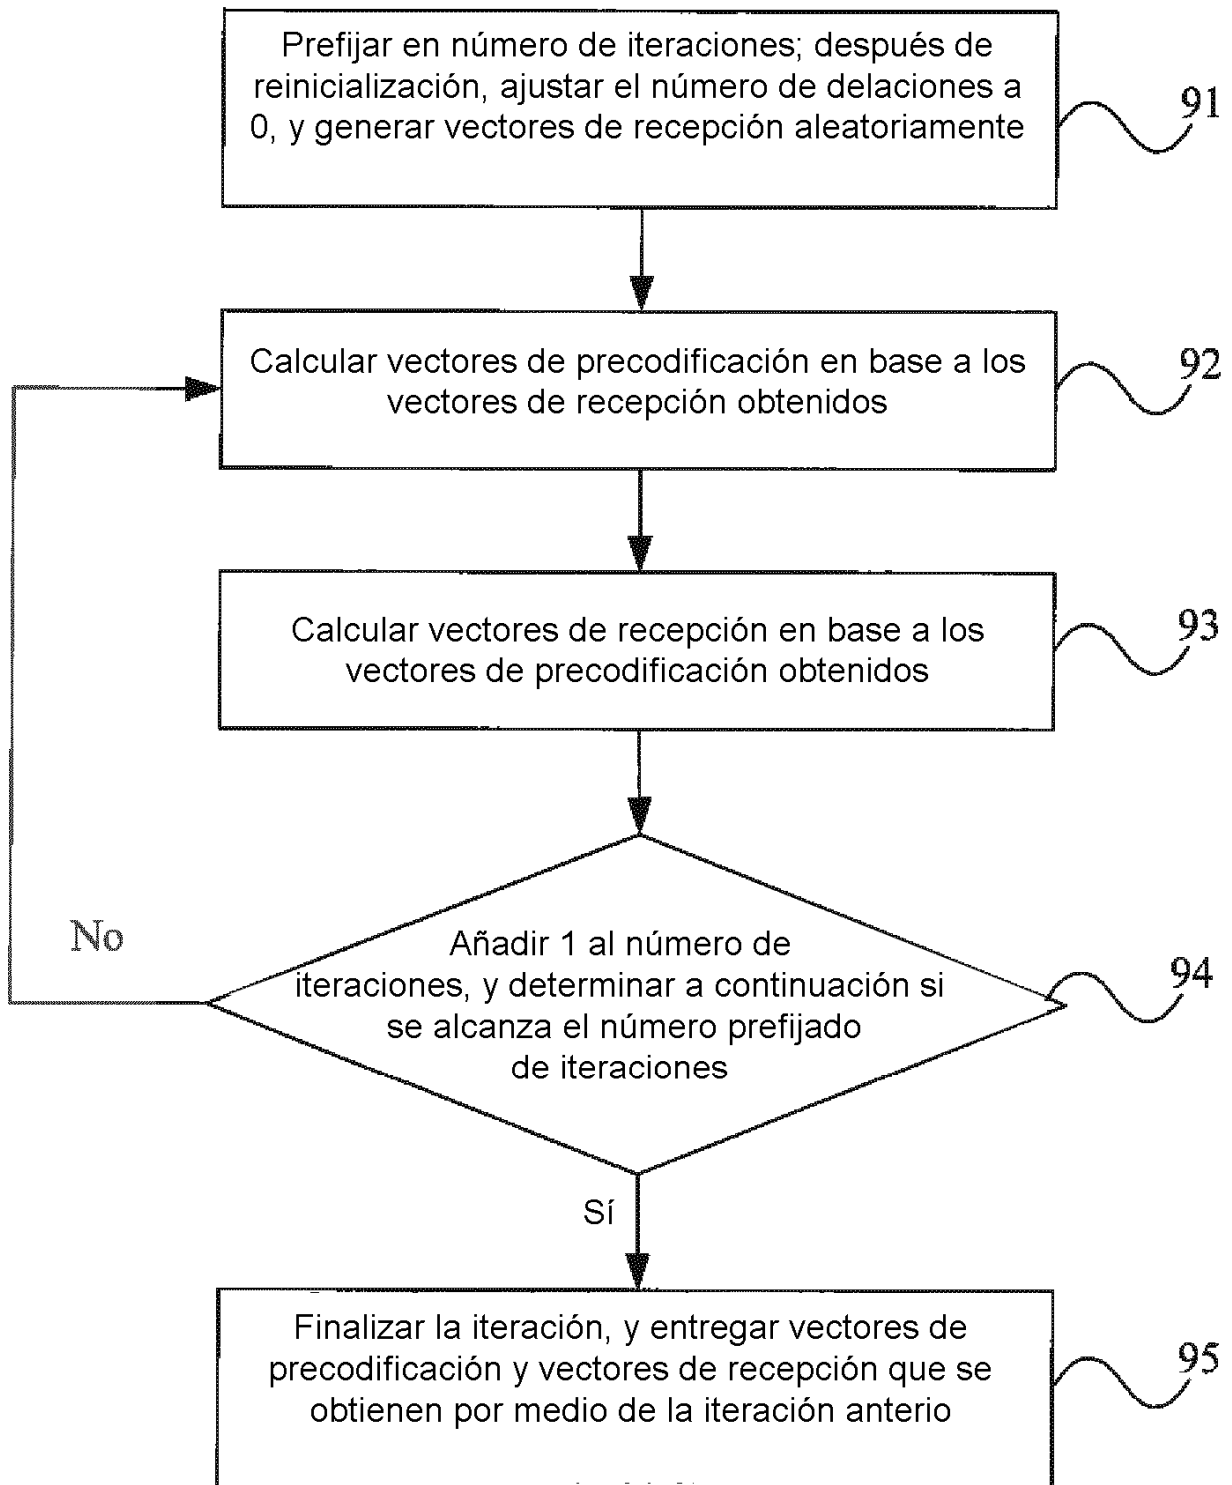 Prefijar en número de iteraciones; después de
reinicialización, ajustar el número de delaciones a
0, y generar vectores de recepción aleatoriamente
91
Calcular vectores de precodificación en base a los
vectores de recepción obtenidos
92
Calcular vectores de recepción en base a los
vectores de precodificación obtenidos
93
No
Añadir 1 al número de
iteraciones, y determinar a continuación si
se alcanza el número prefijado
de iteraciones
94
Sí
Finalizar la iteración, y entregar vectores de
precodificación y vectores de recepción que se
obtienen por medio de la iteración anterio
95